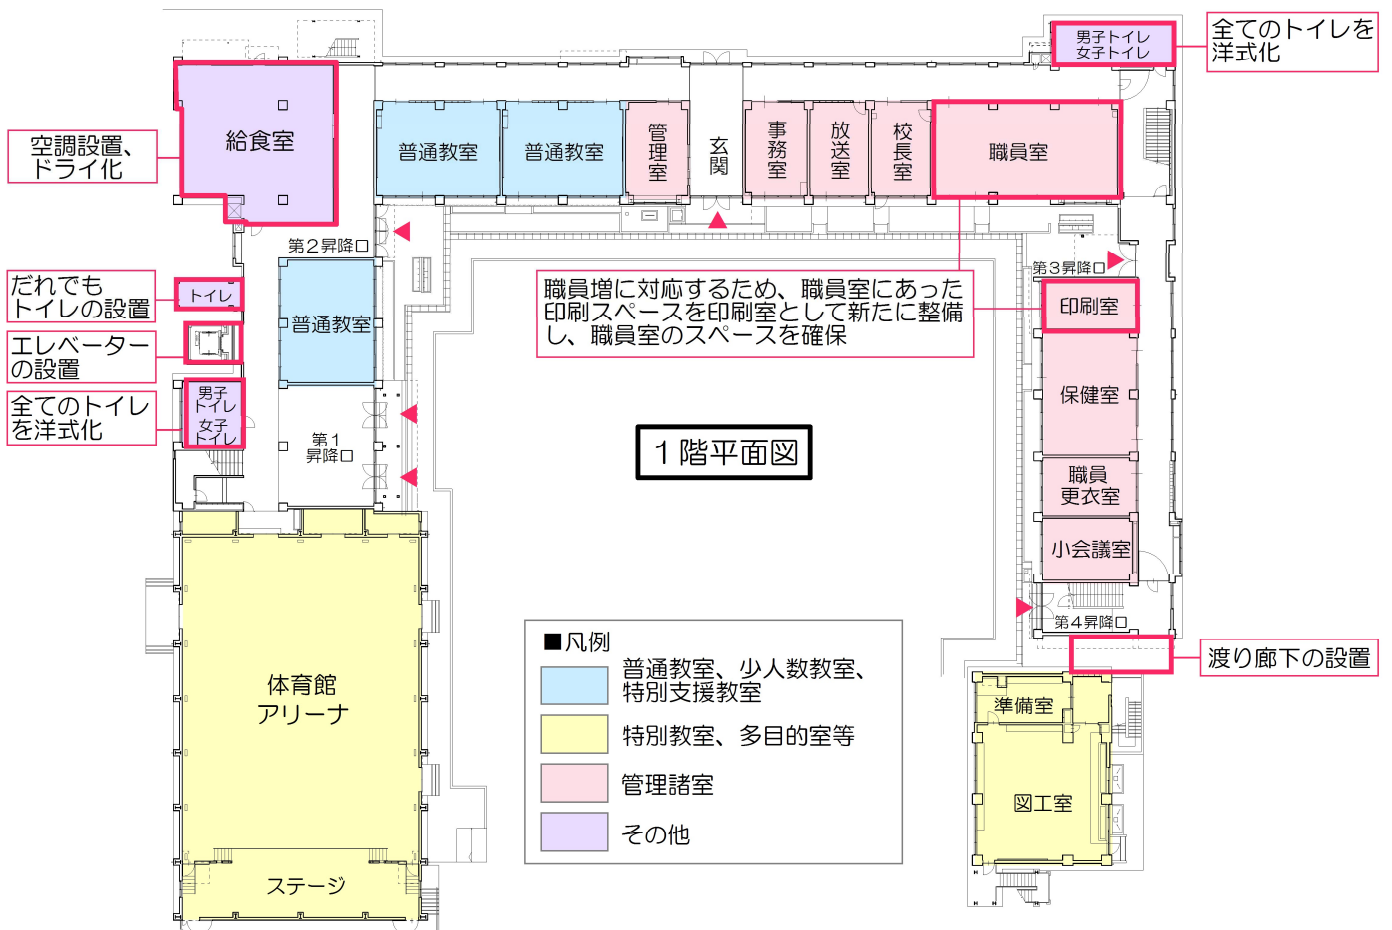 男子トイレ
女子トイレ
全てのトイレを
洋式化
空調設置、
ドライ化
給食室
普通教室
普通教室
管理室
玄関
事務室
放送室
校長室
職員室
第2昇降口
第3昇降口
だれでも
トイレの設置
トイレ
普通教室
職員増に対応するため、職員室にあった
印刷スペースを印刷室として新たに整備
し、職員室のスペースを確保
印刷室
エレベーター
の設置
全てのトイレ
を洋式化
男子
トイレ
女子
トイレ
第1
昇降口
保健室
1階平面図
職員
更衣室
小会議室
第4昇降口
渡り廊下の設置
体育館
アリーナ
ステージ
■凡例
普通教室、少人数教室、
特別支援教室
特別教室、多目的室等
管理諸室
その他
準備室
図工室